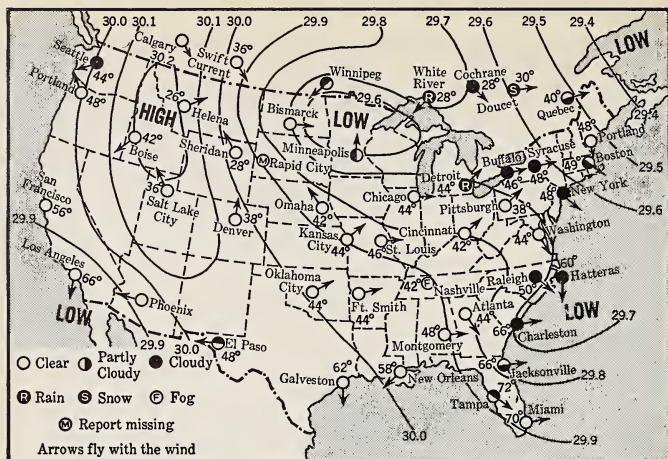 30.0 30.1 30.1 30.0 29.9 29.8 29.7 29.6 29.5 29.4
Calgary
Swift Current
36°
30.2
Seattle
44°
Portland
48°
26°
Helena
HIGH
42°
Boise
Sheridan
28°
Bismarck
Winnipeg
29.6
LOW
Minneapolis
White River
28°
Cochrane
28°
S 30°
Doucet
LOW
40°
Quebec
29.4
48°
Portland
29.5
Buffalo
46°
Syracuse
48°
49°
Boston
29.6
M Rapid City
Detroit
44° R
48°
New York
San Francisco
56°
29.9
36°
Salt Lake City
38°
Denver
Omaha
42°
Chicago
44°
Pittsburgh
38°
Kansas City
44°
46° St. Louis
Cincinnati
42°
44°
Washington
Los Angeles
66°
LOW
Phoenix
Oklahoma City
44°
Ft. Smith
44°
42° F
Nashville
Raleigh
50°
60°
Hatteras
LOW
Atlanta
44°
29.7
66°
Charleston
29.9
30.0
El Paso
48°
48°
Montgomery
Galveston
62°
58°
New Orleans
66°
Jacksonville
29.8
72°
Tampa
70°
Miami
30.0
29.9
Clear Partly Cloudy Cloudy
R Rain S Snow F Fog
M Report missing
Arrows fly with the wind